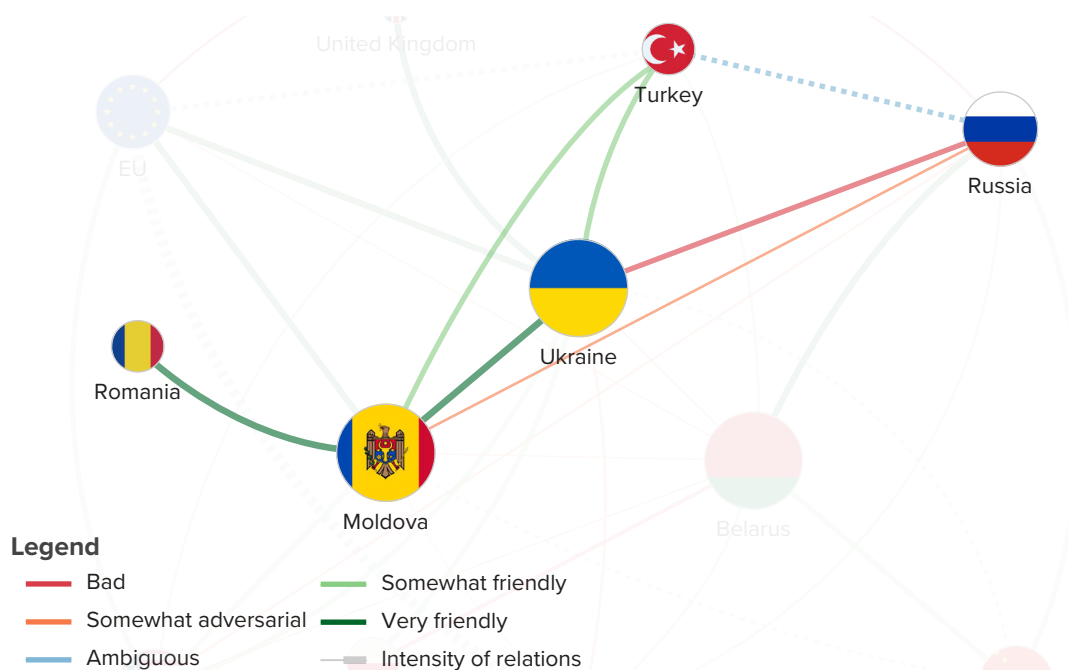 United Kingdom
Turkey
EU
Russia
Ukraine
Romania
Moldova
Belarus
Legend
Bad
Somewhat friendly
Somewhat adversarial
Very friendly
Ambiguous
Intensity of relations